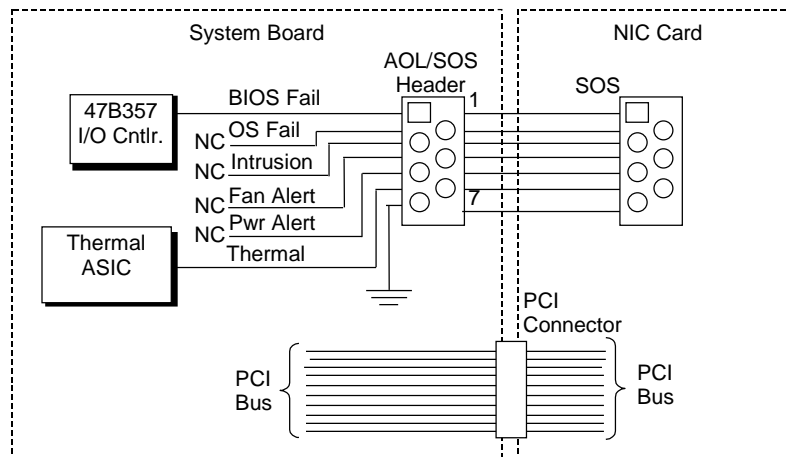 System Board
NIC Card
AOL/SOS
Header
SOS
47B357
I/O Cntlr.
BIOS Fail
1
NC OS Fail
NC Intrusion
NC Fan Alert
NC Pwr Alert
7
Thermal
ASIC
Thermal
PCI
Connector
PCI
Bus
PCI
Bus